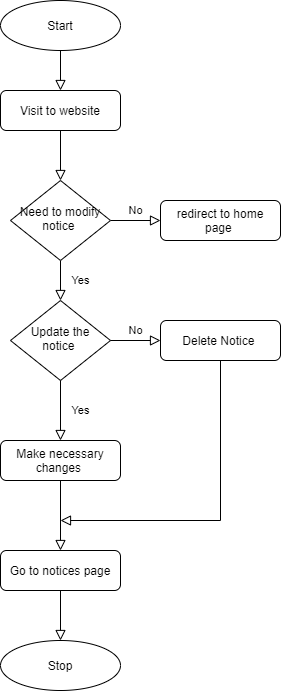 Start
Visit to website
Need to modify
notice
No
redirect to home
page
Yes
Update the
notice
No
Delete Notice
Yes
Make necessary
changes
Go to notices page
Stop